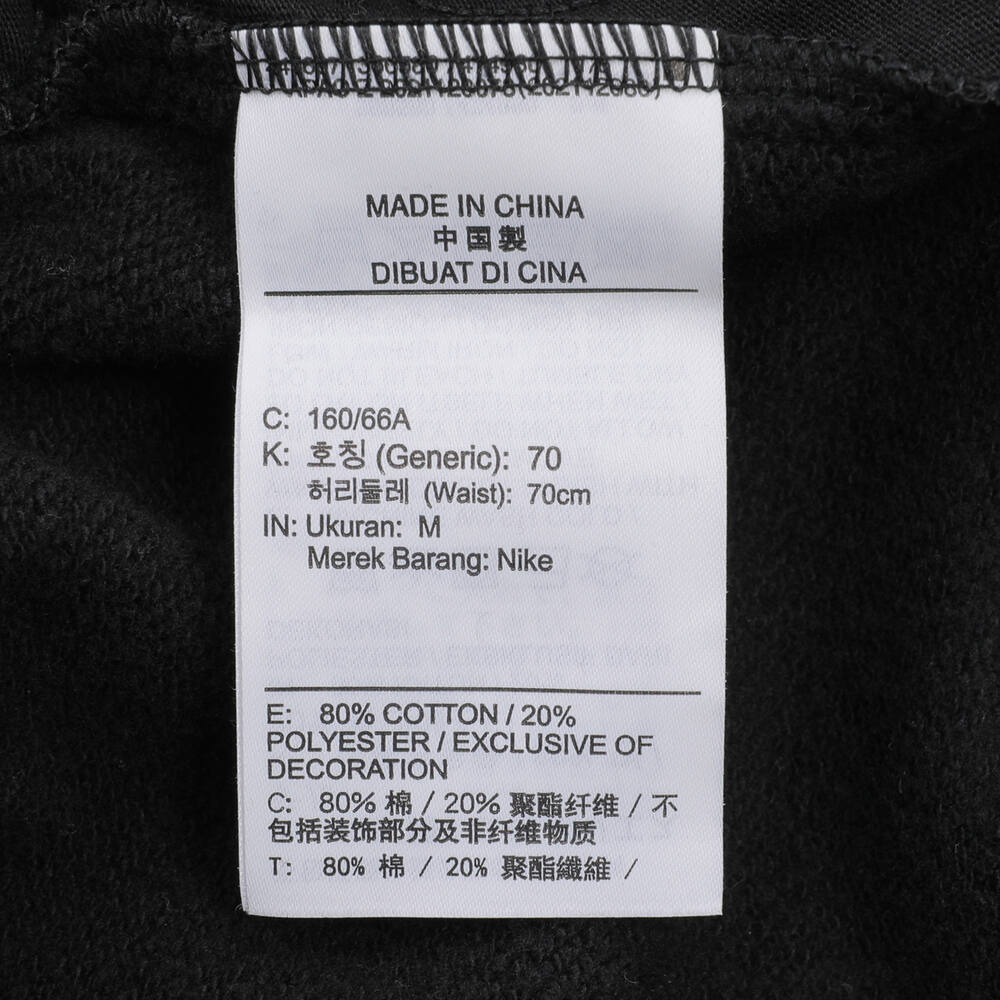 MADE IN CHINA
中国製
DIBUAT DI CINA
C: 160/66A
K: 호칭 (Generic): 70
허리둘레 (Waist): 70cm
IN: Ukuran: M
Merek Barang: Nike
E: 80% COTTON / 20%
POLYESTER / EXCLUSIVE OF
DECORATION
C: 80% 棉 / 20% 聚酯纤维 / 不
包括装饰部分及非纤维物质
T: 80% 棉 / 20% 聚酯纖維 /